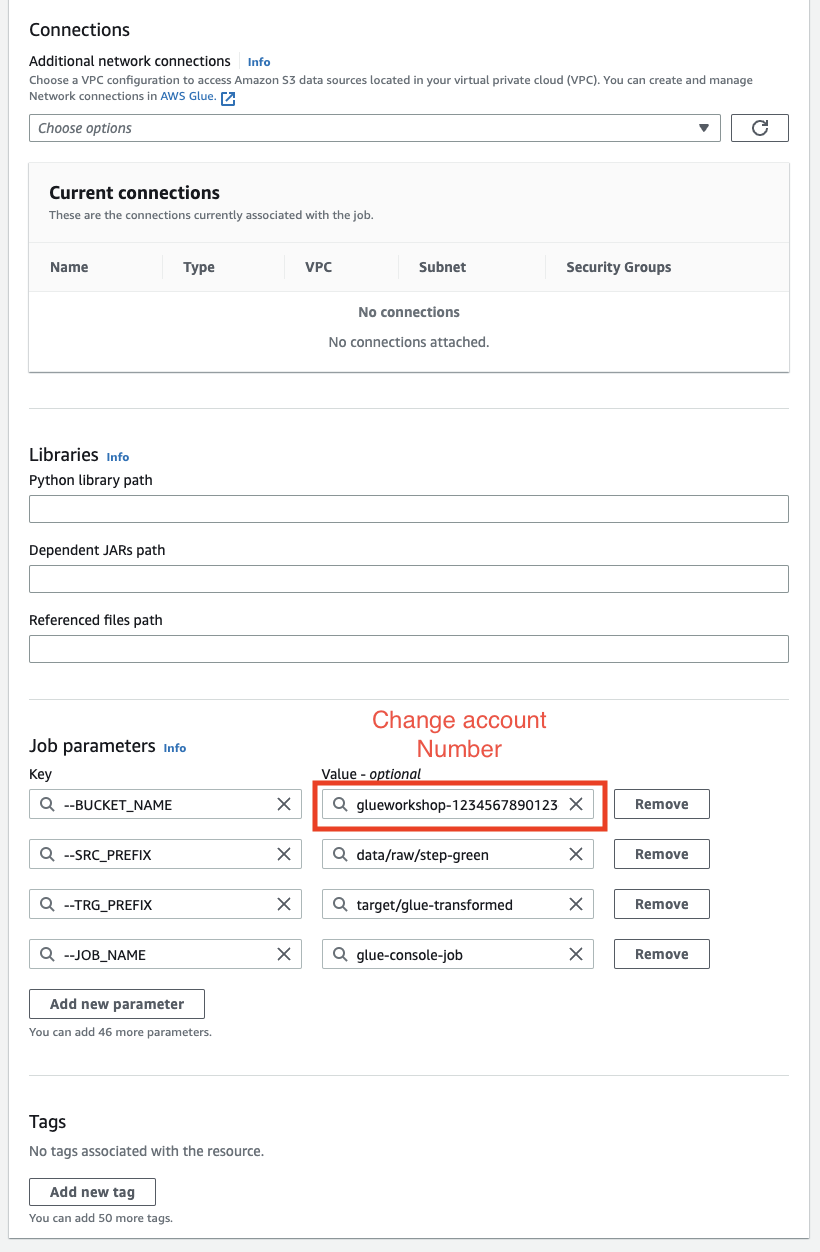 Connections
Additional network connections Info
Choose a VPC configuration to access Amazon S3 data sources located in your virtual private cloud (VPC). You can create and manage
Network connections in AWS Glue.
Choose options
Current connections
These are the connections currently associated with the job.
Name Type VPC Subnet Security Groups
No connections
No connections attached.
Libraries Info
Python library path
Dependent JARs path
Referenced files path
Change account
Number
Job parameters Info
Key Value - optional
--BUCKET_NAME glueworkshop-1234567890123 Remove
--SRC_PREFIX data/raw/step-green Remove
--TRG_PREFIX target/glue-transformed Remove
--JOB_NAME glue-console-job Remove
Add new parameter
You can add 46 more parameters.
Tags
No tags associated with the resource.
Add new tag
You can add 50 more tags.